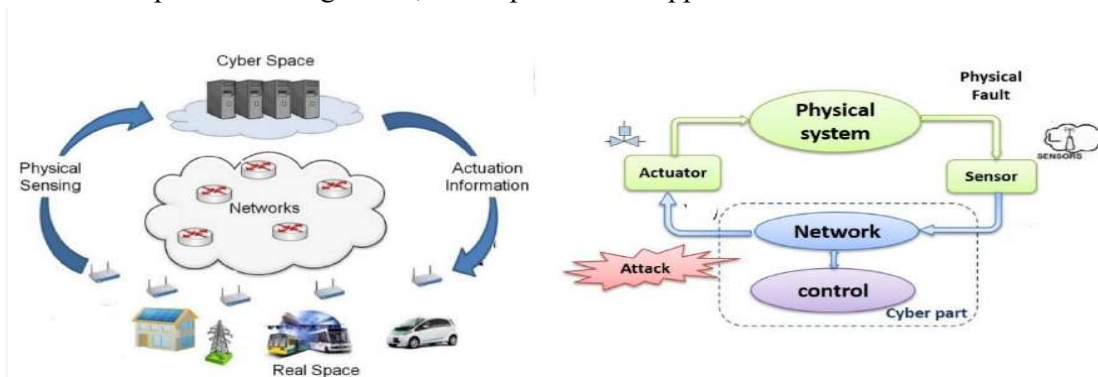 Cyber Space
Physical
Sensing
Networks
Actuation
Information
Real Space
Physical
Fault
Physical
system
Actuator
Sensor
SENSORS
Network
Attack
control
Cyber part